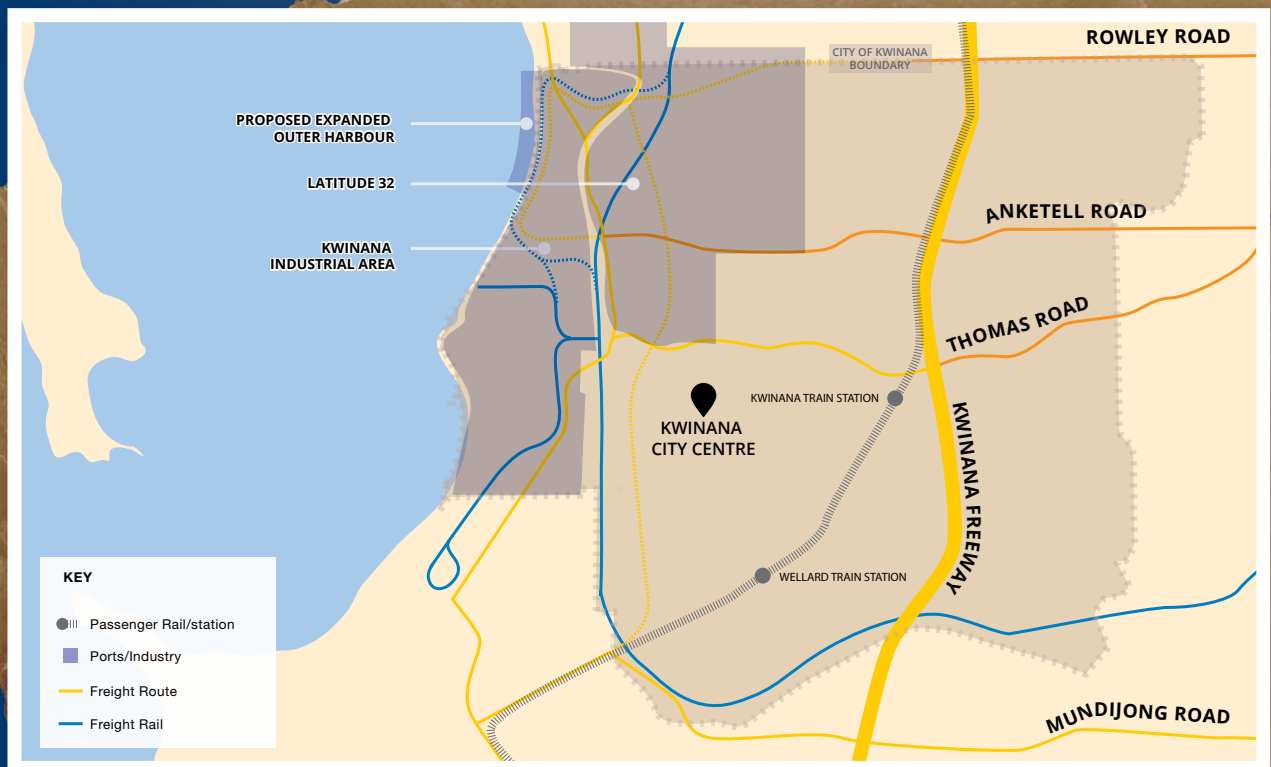 ROWLEY ROAD
CITY OF KWINANA
BOUNDARY
PROPOSED EXPANDED
OUTER HARBOUR
LATITUDE 32
ANKETELL ROAD
KWINANA
INDUSTRIAL AREA
THOMAS ROAD
KWINANA TRAIN STATION
KWINANA
CITY CENTRE
KWINANA FREEWAY
WELLARD TRAIN STATION
MUNDIJONG ROAD
KEY
Passenger Rail/station
Ports/Industry
Freight Route
Freight Rail